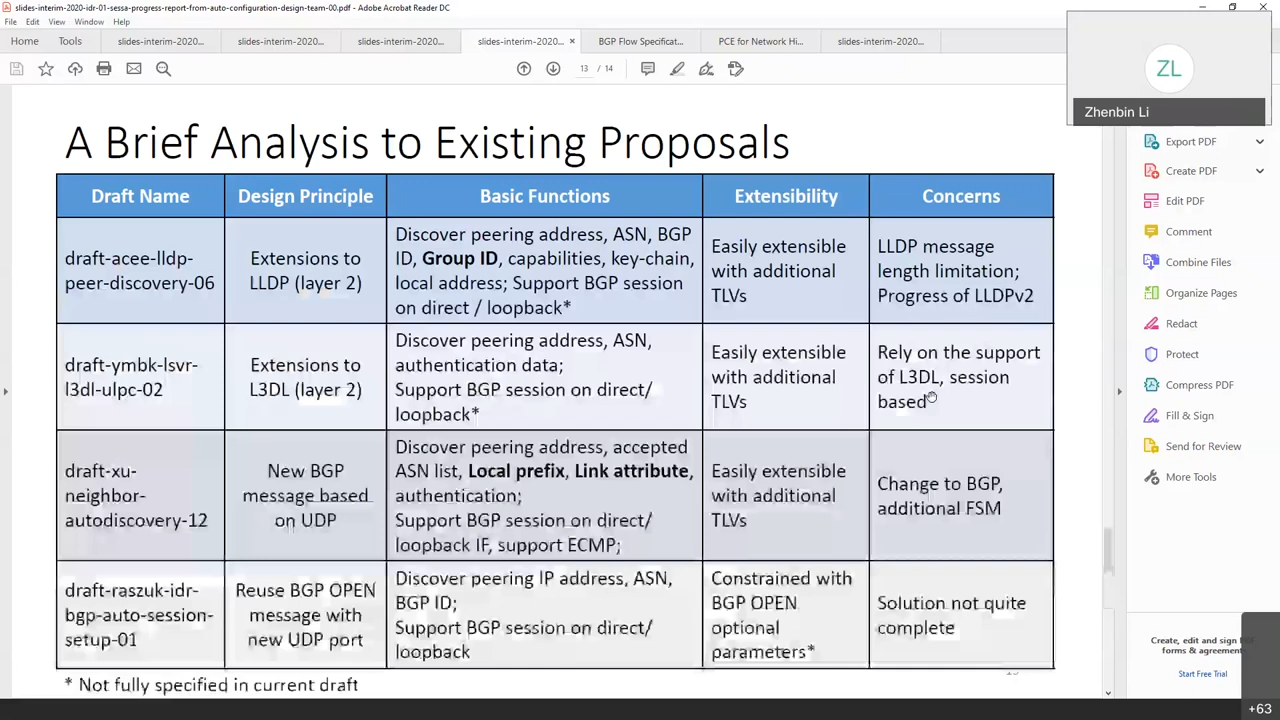 slides-interim-2020-idr-01-sessa-progress-report-from-auto-configuration-design-team-00.pdf - Adobe Acrobat Reader DC
File Edit View Window Help
Home Tools slides-interim-2020... slides-interim-2020... slides-interim-2020... slides-interim-2020... × BGP Flow Specificat... PCE for Network Hi... slides-interim-2020...
13 / 14
ZL
Zhenbin Li
A Brief Analysis to Existing Proposals
Draft Name Design Principle Basic Functions Extensibility Concerns
draft-acee-lldp-
peer-discovery-06
Extensions to
LLDP (layer 2)
Discover peering address, ASN, BGP
ID, Group ID, capabilities, key-chain,
local address; Support BGP session
on direct / loopback*
Easily extensible
with additional
TLVs
LLDP message
length limitation;
Progress of LLDPv2
draft-ymbk-lsvr-
l3dl-ulpc-02
Extensions to
L3DL (layer 2)
Discover peering address, ASN,
authentication data;
Support BGP session on direct/
loopback*
Easily extensible
with additional
TLVs
Rely on the support
of L3DL, session
based
draft-xu-
neighbor-
autodiscovery-12
New BGP
message based
on UDP
Discover peering address, accepted
ASN list, Local prefix, Link attribute,
authentication;
Support BGP session on direct/
loopback IF, support ECMP;
Easily extensible
with additional
TLVs
Change to BGP,
additional FSM
draft-raszuk-idr-
bgp-auto-session-
setup-01
Reuse BGP OPEN
message with
new UDP port
Discover peering IP address, ASN,
BGP ID;
Support BGP session on direct/
loopback
Constrained with
BGP OPEN
optional
parameters*
Solution not quite
complete
* Not fully specified in current draft
Export PDF
Create PDF
Edit PDF
Comment
Combine Files
Organize Pages
Redact
Protect
Compress PDF
Fill & Sign
Send for Review
More Tools
Create, edit and sign
forms & agreement
Start Free Trial
+63